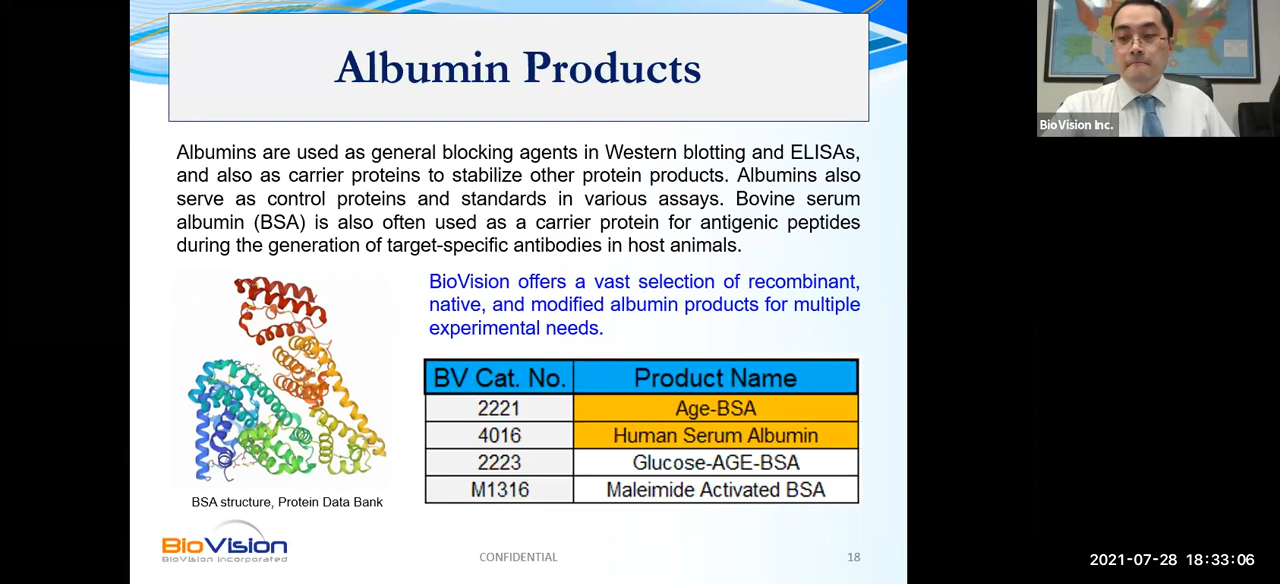 Albumin Products
BioVision Inc.
Albumins are used as general blocking agents in Western blotting and ELISAs,
and also as carrier proteins to stabilize other protein products. Albumins also
serve as control proteins and standards in various assays. Bovine serum
albumin (BSA) is also often used as a carrier protein for antigenic peptides
during the generation of target-specific antibodies in host animals.
BioVision offers a vast selection of recombinant,
native, and modified albumin products for multiple
experimental needs.
BV Cat. No. Product Name
2221 Age-BSA
4016 Human Serum Albumin
2223 Glucose-AGE-BSA
M1316 Maleimide Activated BSA
BSA structure, Protein Data Bank
BioVision
BioVision Incorporated
CONFIDENTIAL
18
2021-07-28 18:33:06